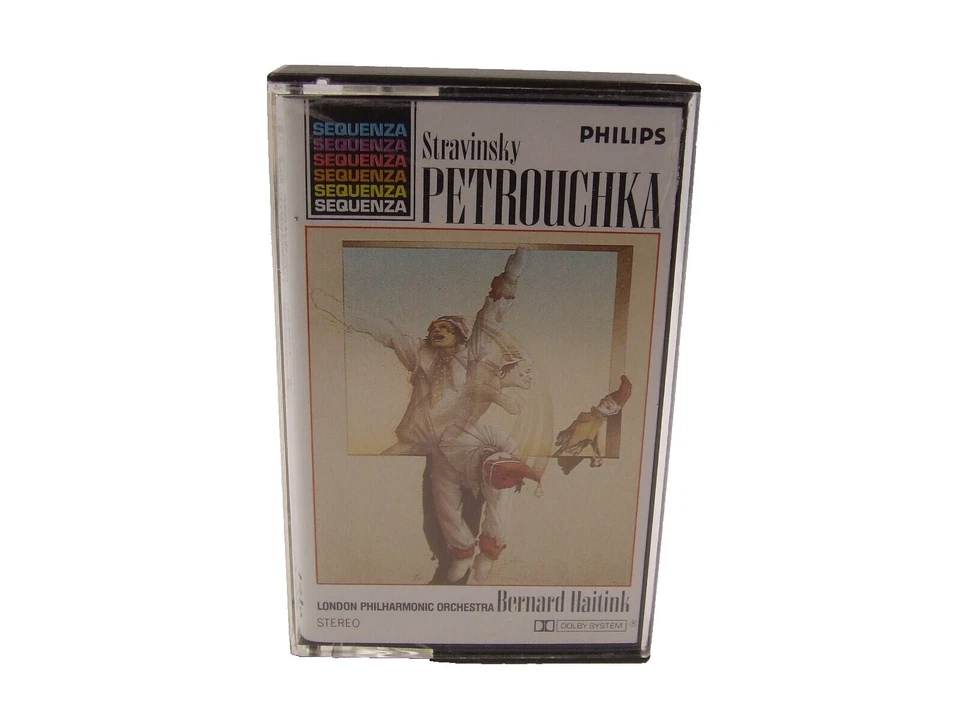 SEQUENZA
SEQUENZA
SEQUENZA
SEQUENZA
SEQUENZA
SEQUENZA
Stravinsky
PETROUCHKA
PHILIPS
LONDON PHILHARMONIC ORCHESTRA Bernard Haitink
STEREO
DOLBY SYSTEM ®